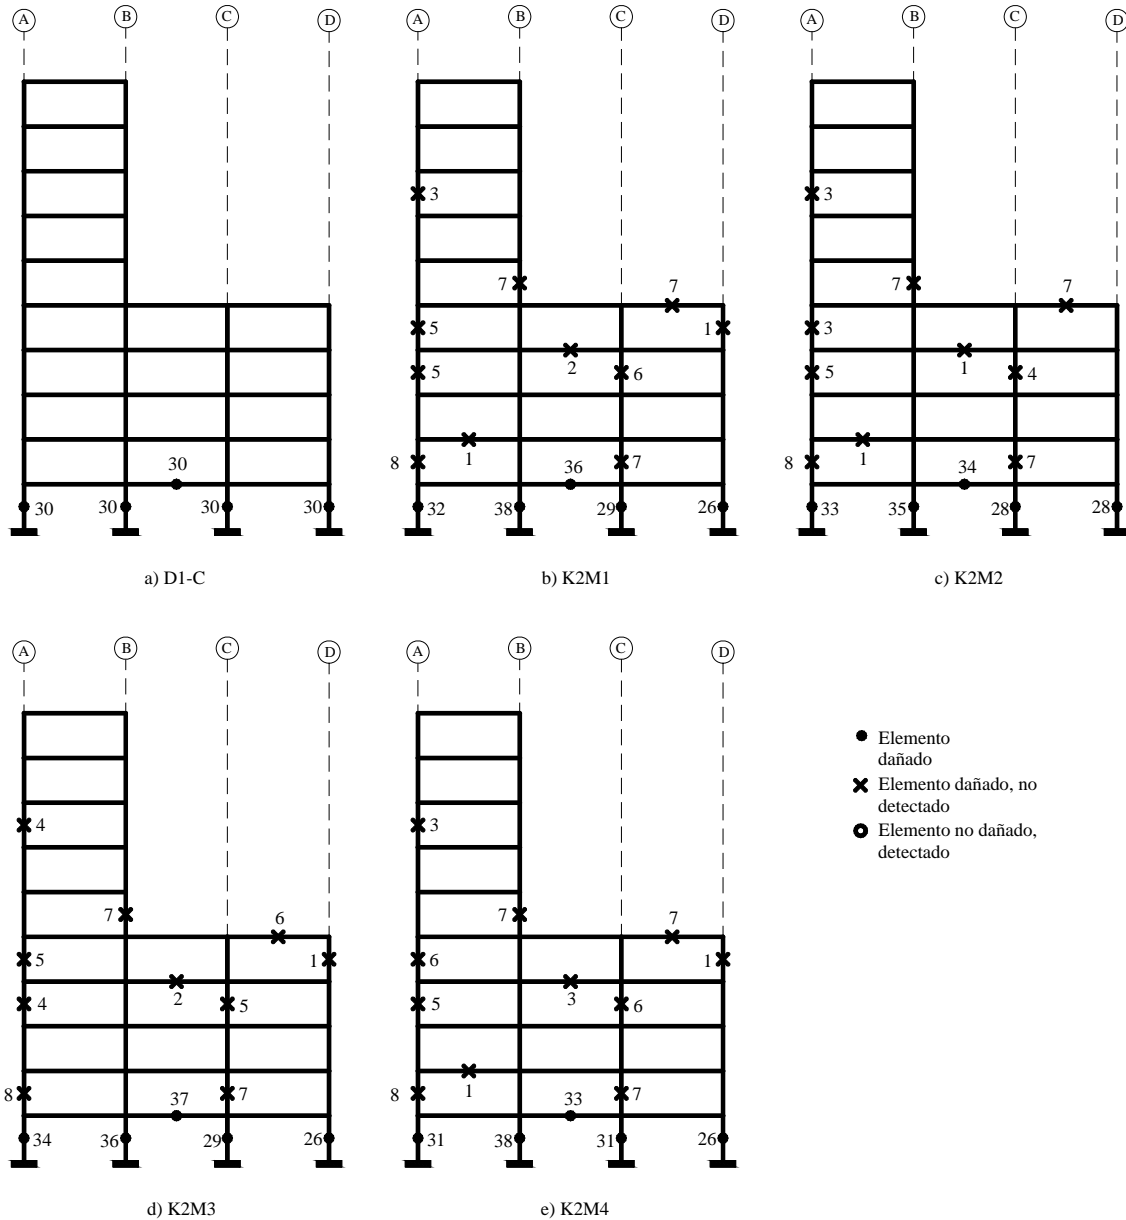 A B C D
A B C D
A B C D
3
3
7 7
7 7
5 1
3
2
1
5 6
5 4
1
1
8 7
8 7
30
36
34
30 30 30 30
32 38 29 26
33 35 28 28
a) D1-C
b) K2M1
c) K2M2
A B C D
A B C D
Elemento
dañado
Elemento dañado, no
detectado
Elemento no dañado,
detectado
4
3
7 6
7 7
5 1
6 1
2
3
4 5
5 6
1
8 7
8 7
37
33
34 36 29 26
31 38 31 26
d) K2M3
e) K2M4